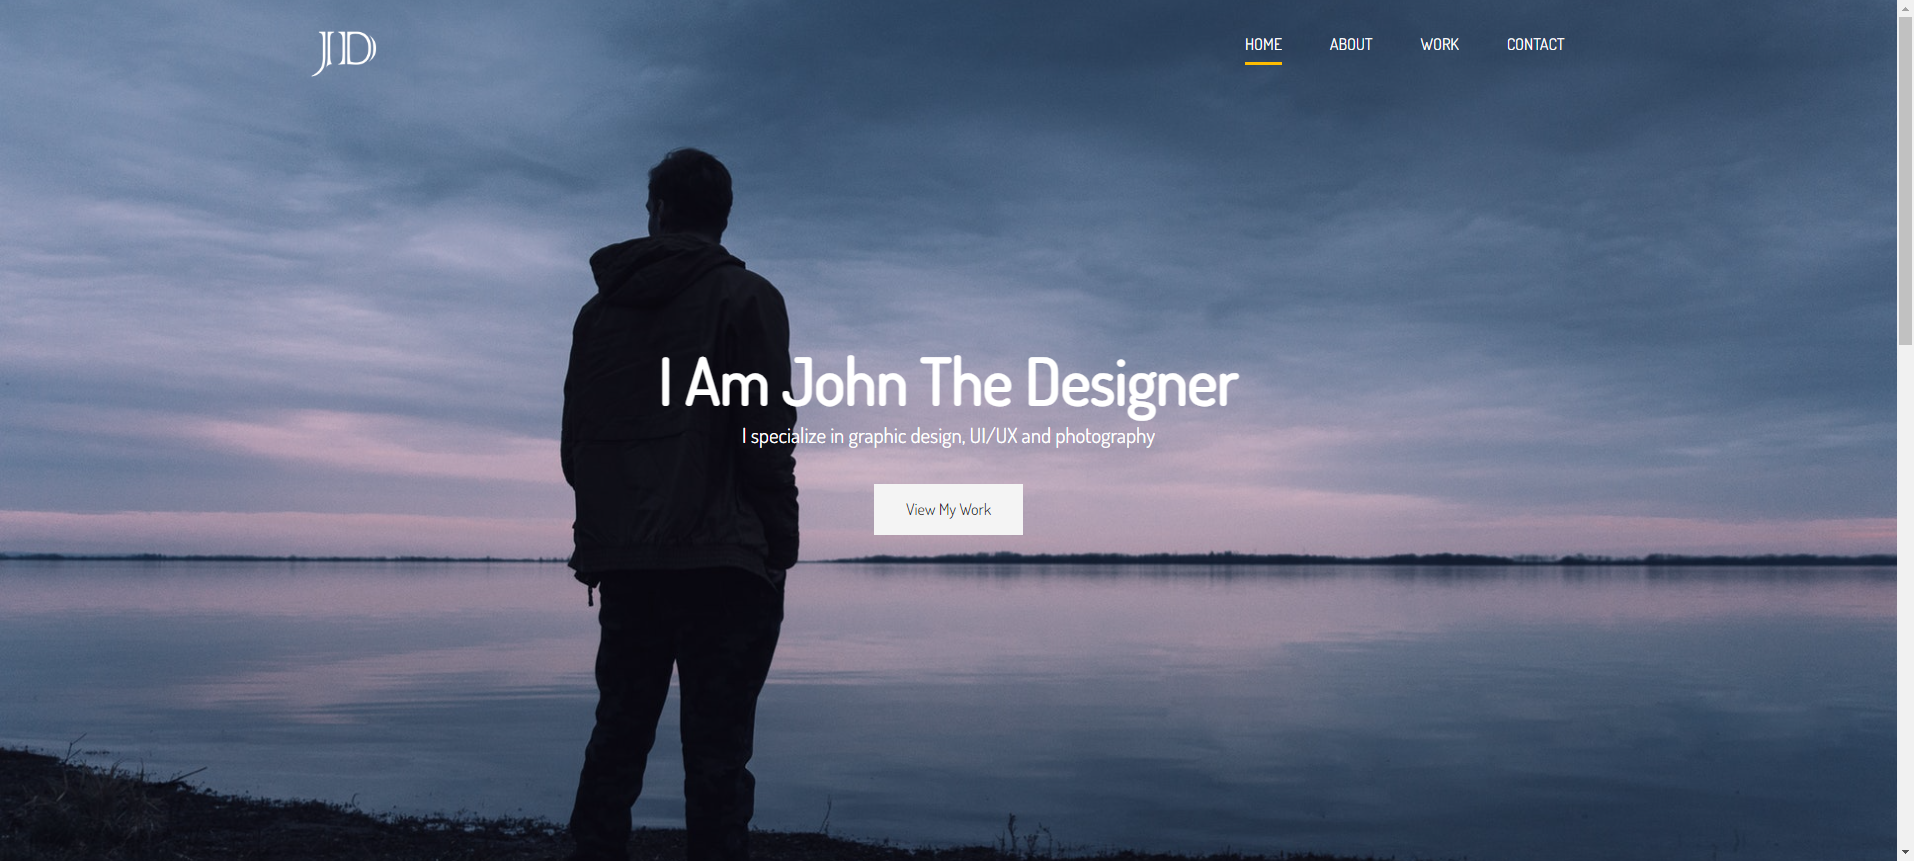 JD
HOME ABOUT WORK CONTACT
I Am John The Designer
I specialize in graphic design, UI/UX and photography
View My Work